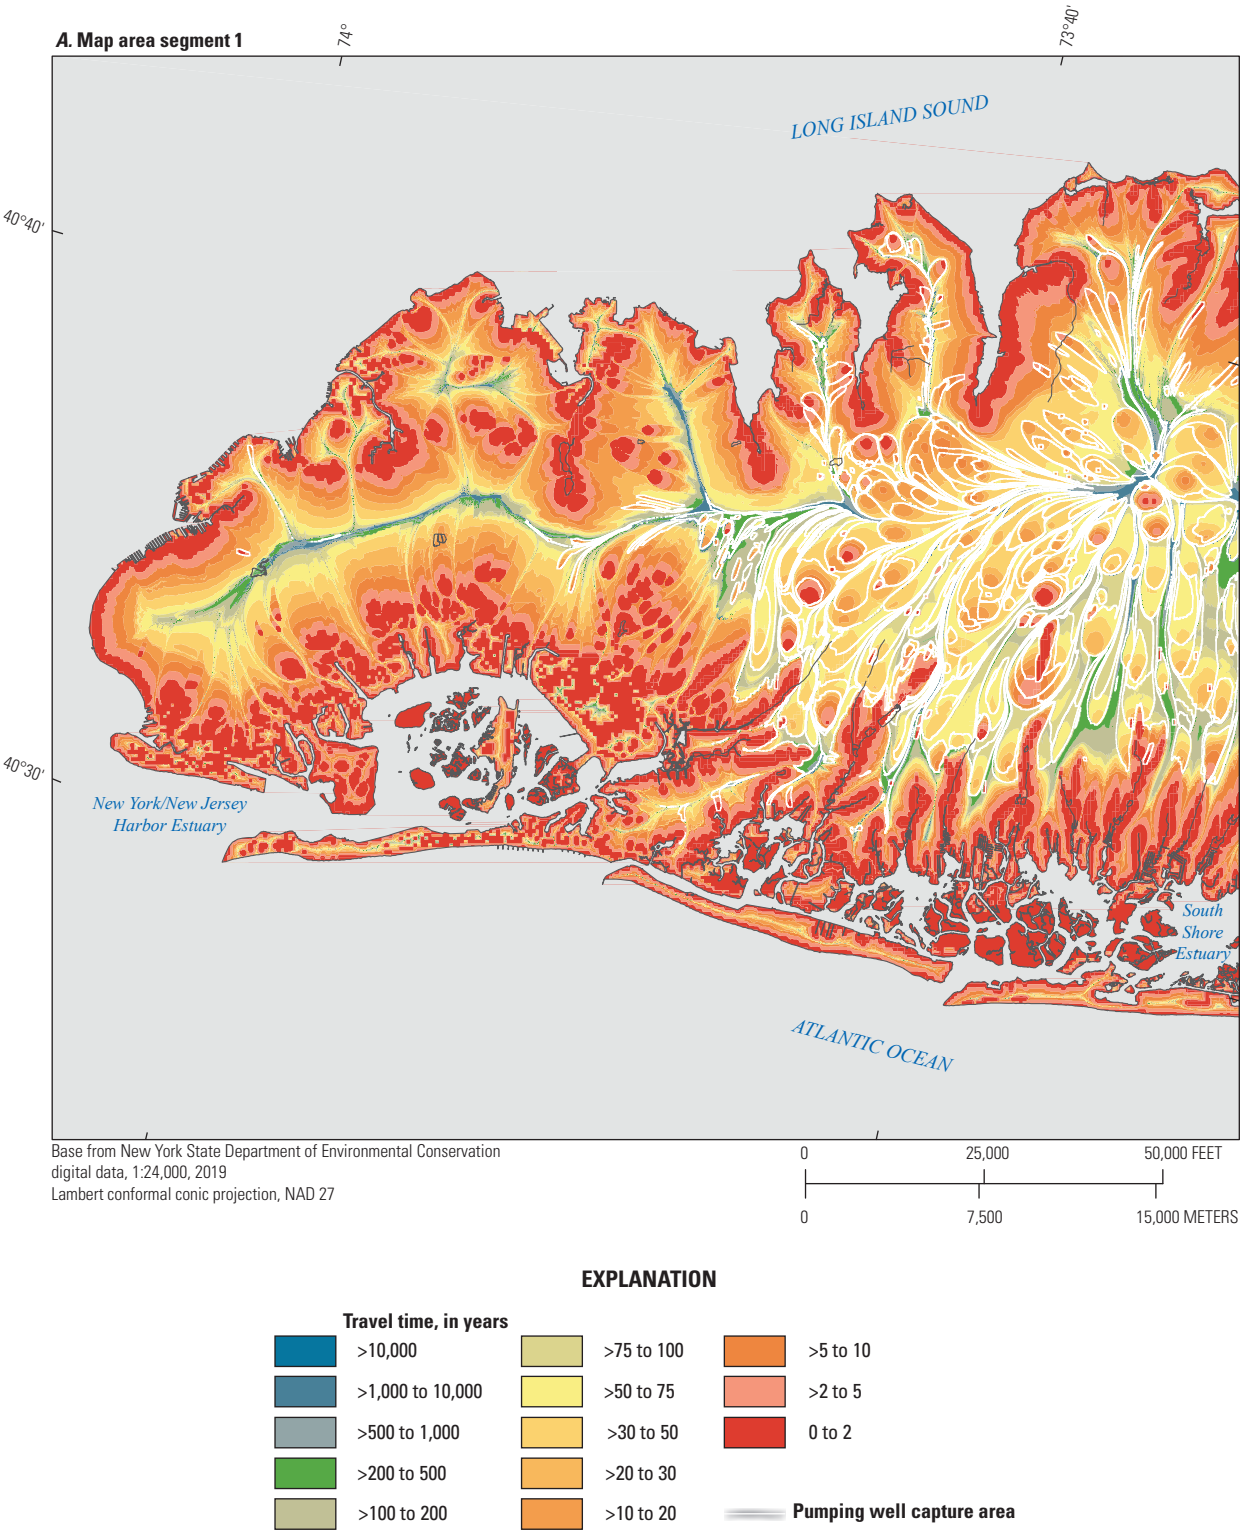 A. Map area segment 1
74°
73°40'
LONG ISLAND SOUND
40°40'
40°30'
New York/New Jersey
Harbor Estuary
South
Shore
Estuary
ATLANTIC OCEAN
Base from New York State Department of Environmental Conservation
digital data, 1:24,000, 2019
Lambert conformal conic projection, NAD 27
0 25,000 50,000 FEET
0 7,500 15,000 METERS
EXPLANATION
Travel time, in years
>10,000
>1,000 to 10,000
>500 to 1,000
>200 to 500
>100 to 200
>75 to 100
>50 to 75
>30 to 50
>20 to 30
>10 to 20
>5 to 10
>2 to 5
0 to 2
Pumping well capture area